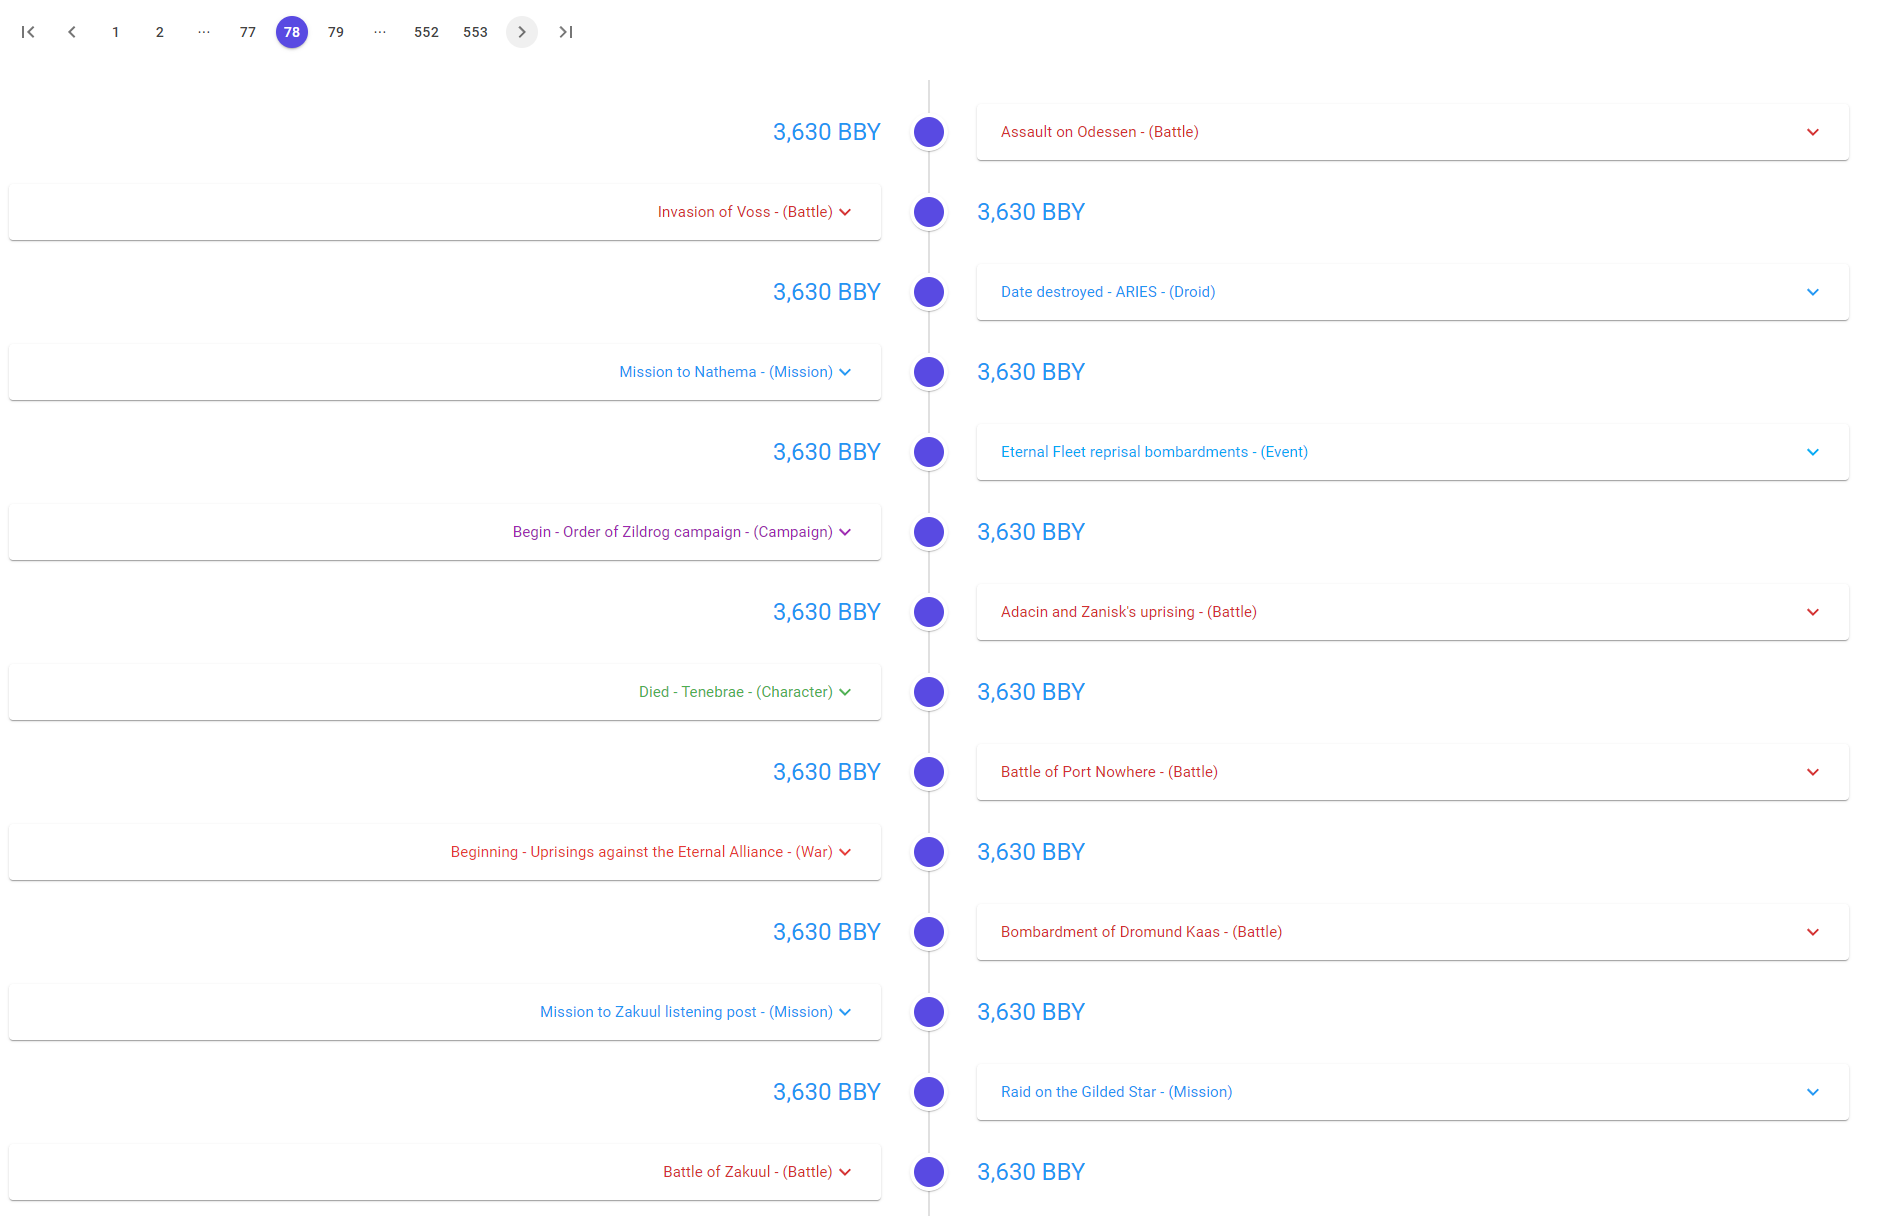 1 2 ... 77 78 79 ... 552 553
3,630 BBY Assault on Odessen - (Battle)
Invasion of Voss - (Battle) 3,630 BBY
3,630 BBY Date destroyed - ARIES - (Droid)
Mission to Nathema - (Mission) 3,630 BBY
3,630 BBY Eternal Fleet reprisal bombardments - (Event)
Begin - Order of Zildrog campaign - (Campaign) 3,630 BBY
3,630 BBY Adacin and Zanisk's uprising - (Battle)
Died - Tenebrae - (Character) 3,630 BBY
3,630 BBY Battle of Port Nowhere - (Battle)
Beginning - Uprisings against the Eternal Alliance - (War) 3,630 BBY
3,630 BBY Bombardment of Dromund Kaas - (Battle)
Mission to Zakuul listening post - (Mission) 3,630 BBY
3,630 BBY Raid on the Gilded Star - (Mission)
Battle of Zakuul - (Battle) 3,630 BBY